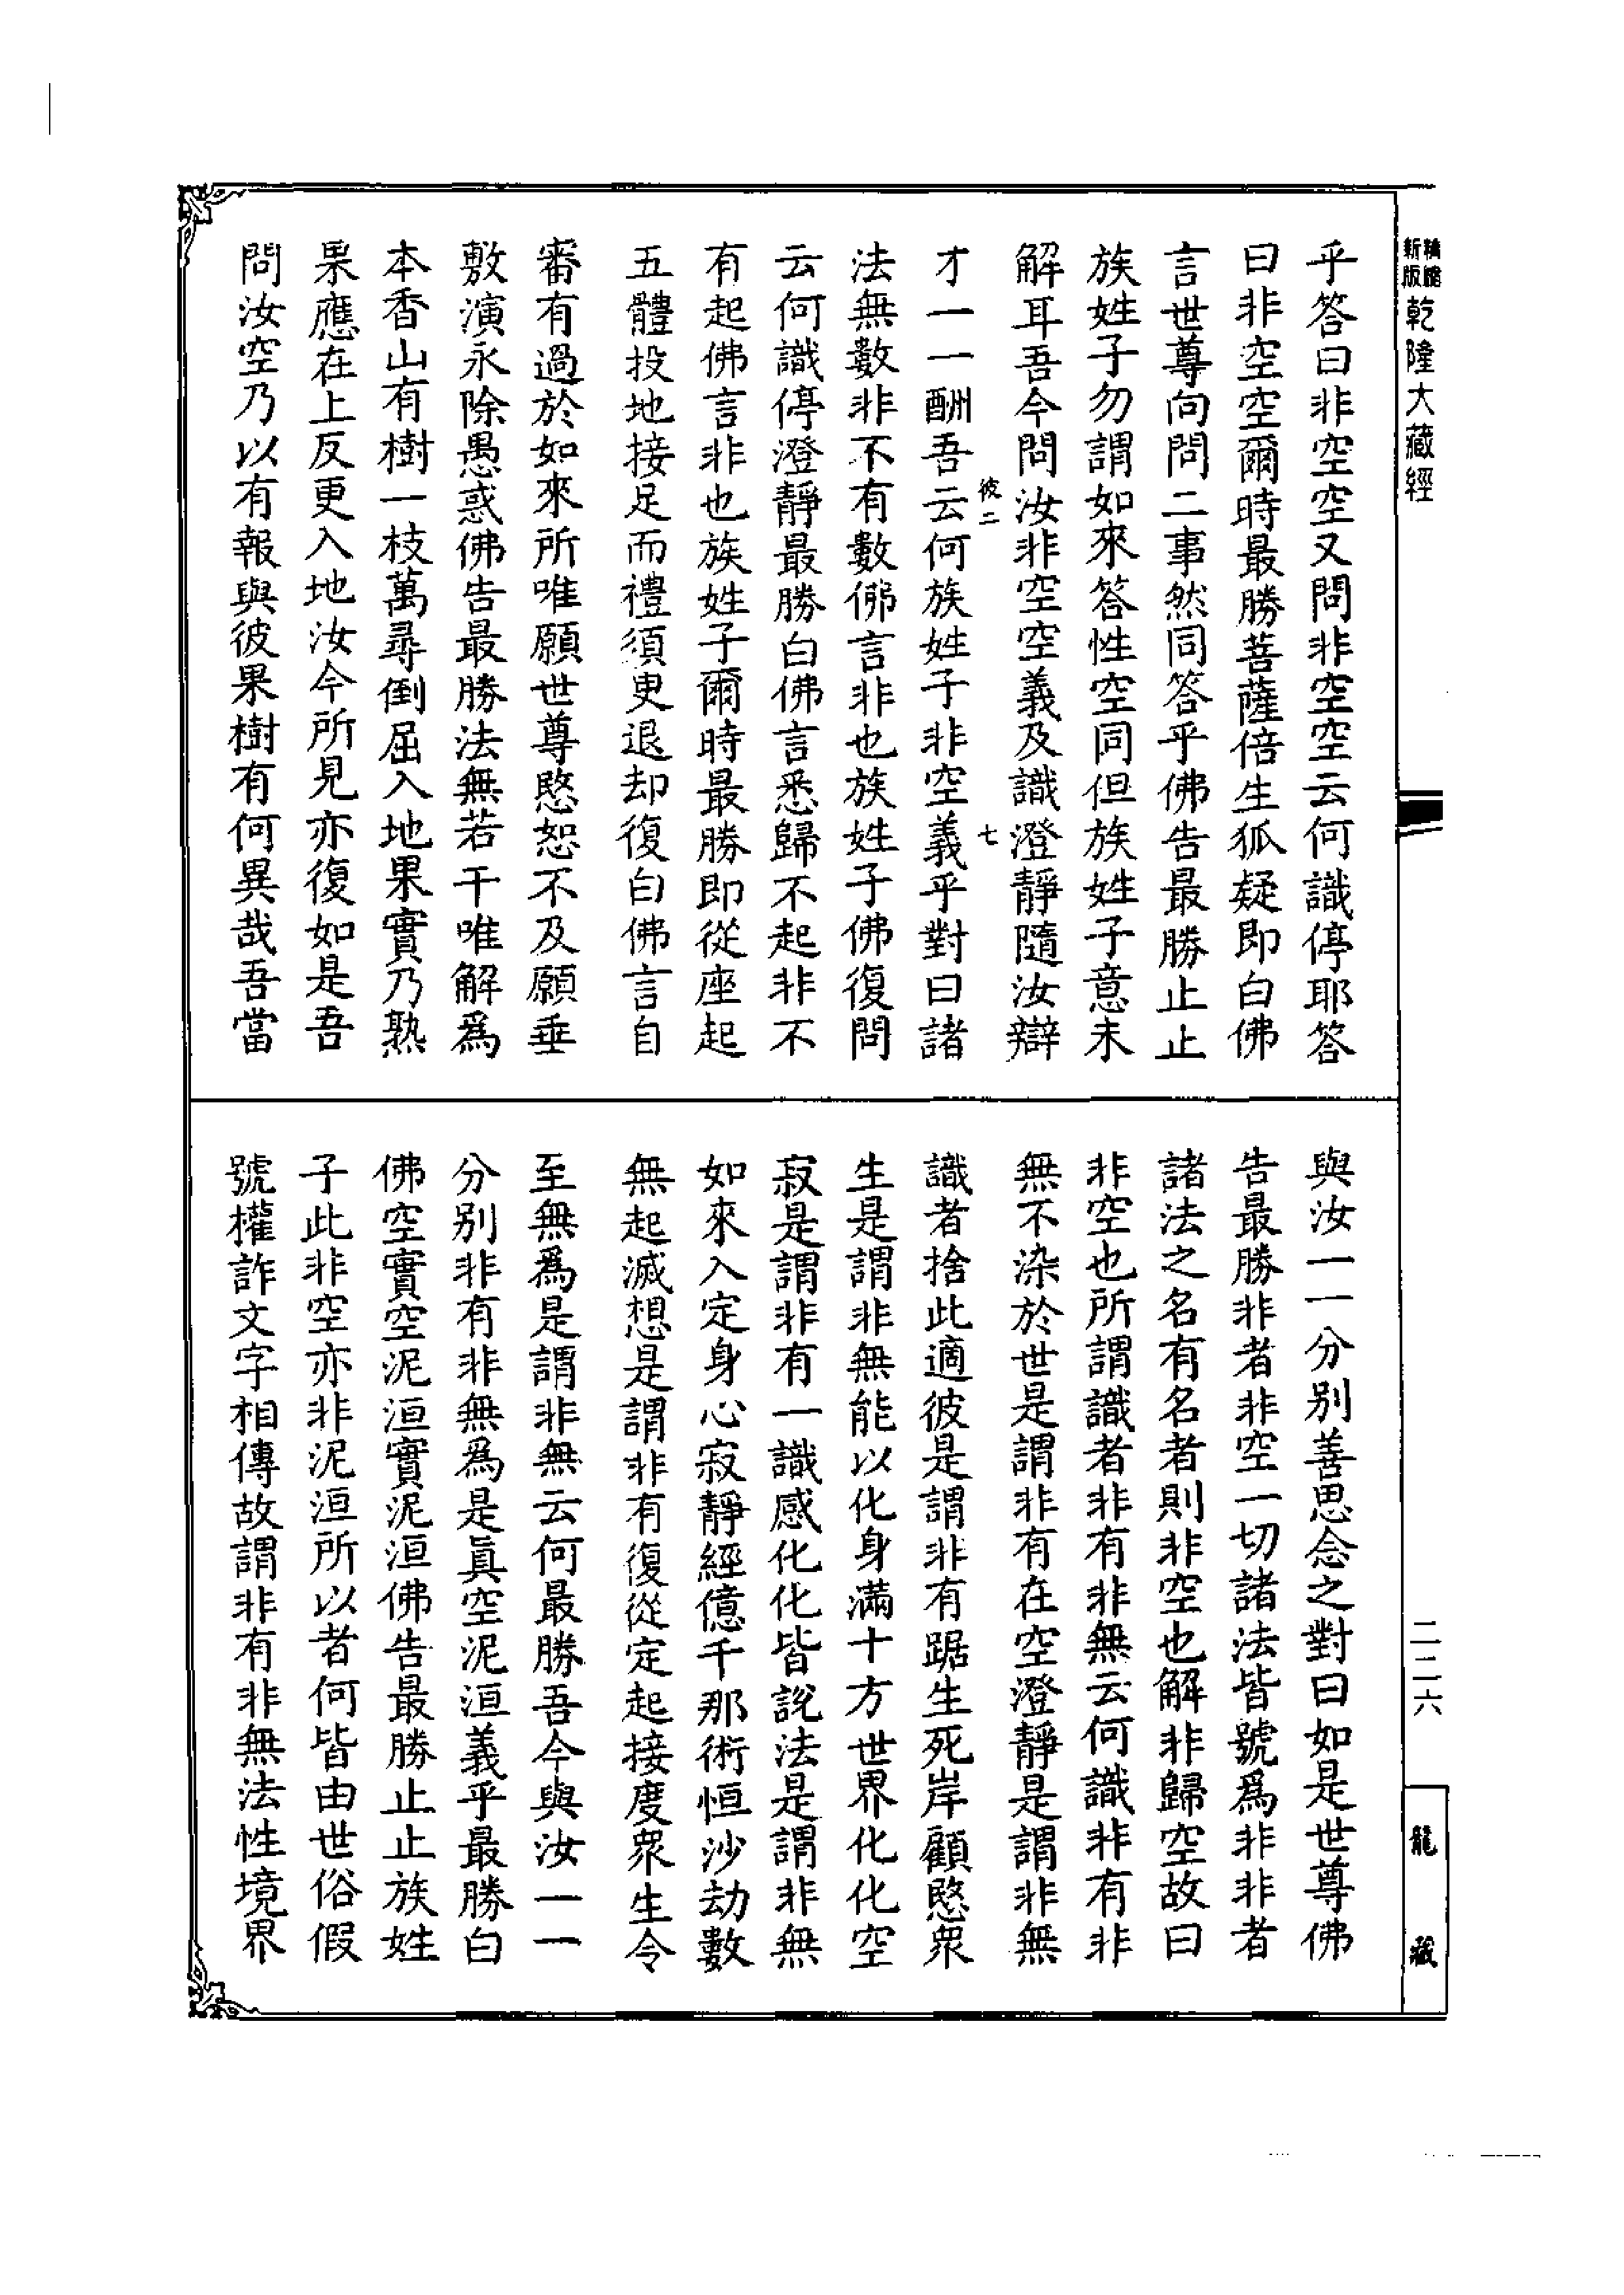 新版
乾隆大藏經
乎答曰非空空又問非空空云何識停耶答
曰非空空爾時最勝菩薩倍生狐疑即白佛
言世尊向問二事然同答乎佛告最勝止止
族姓子勿謂如來答性空同但族姓子意未
解耳吾今問汝非空空義及識澄靜隨汝辯
彼二 七
才一一酬吾云何族姓子非空義乎對曰諸
法無數非不有數佛言非也族姓子佛復問
云何識停澄靜最勝白佛言悉歸不起非不
有起佛言非也族姓子爾時最勝即從座起
五體投地接足而禮須臾退却復白佛言自
審有過於如來所唯願世尊愍恕不及願垂
敷演永除愚惑佛告最勝法無若干唯解爲
本香山有樹一枝萬尋倒屈入地果實乃熟
果應在上反更入地汝今所見亦復如是吾
問汝空乃以有報與彼果樹有何異哉吾當
與汝一一分别善思念之對曰如是世尊佛
告最勝非者非空一切諸法皆號爲非非者
諸法之名有名者則非空也解非歸空故曰
非空也所謂識者非有非無云何識非有非
無不染於世是謂非有在空澄靜是謂非無
識者捨此適彼是謂非有踞生死岸顧愍衆
生是謂非無能以化身滿十方世界化化空
寂是謂非有一識感化化皆說法是謂非無
如來入定身心寂靜經億千那術恒沙劫數
無起滅想是謂非有復從定起接度衆生令
至無爲是謂非無云何最勝吾今與汝一一
分别非有非無爲是眞空泥洹義乎最勝白
佛空實空泥洹實泥洹佛告最勝止止族姓
子此非空亦非泥洹所以者何皆由世俗假
號權詐文字相傳故謂非有非無法性境界
二二六
龍藏